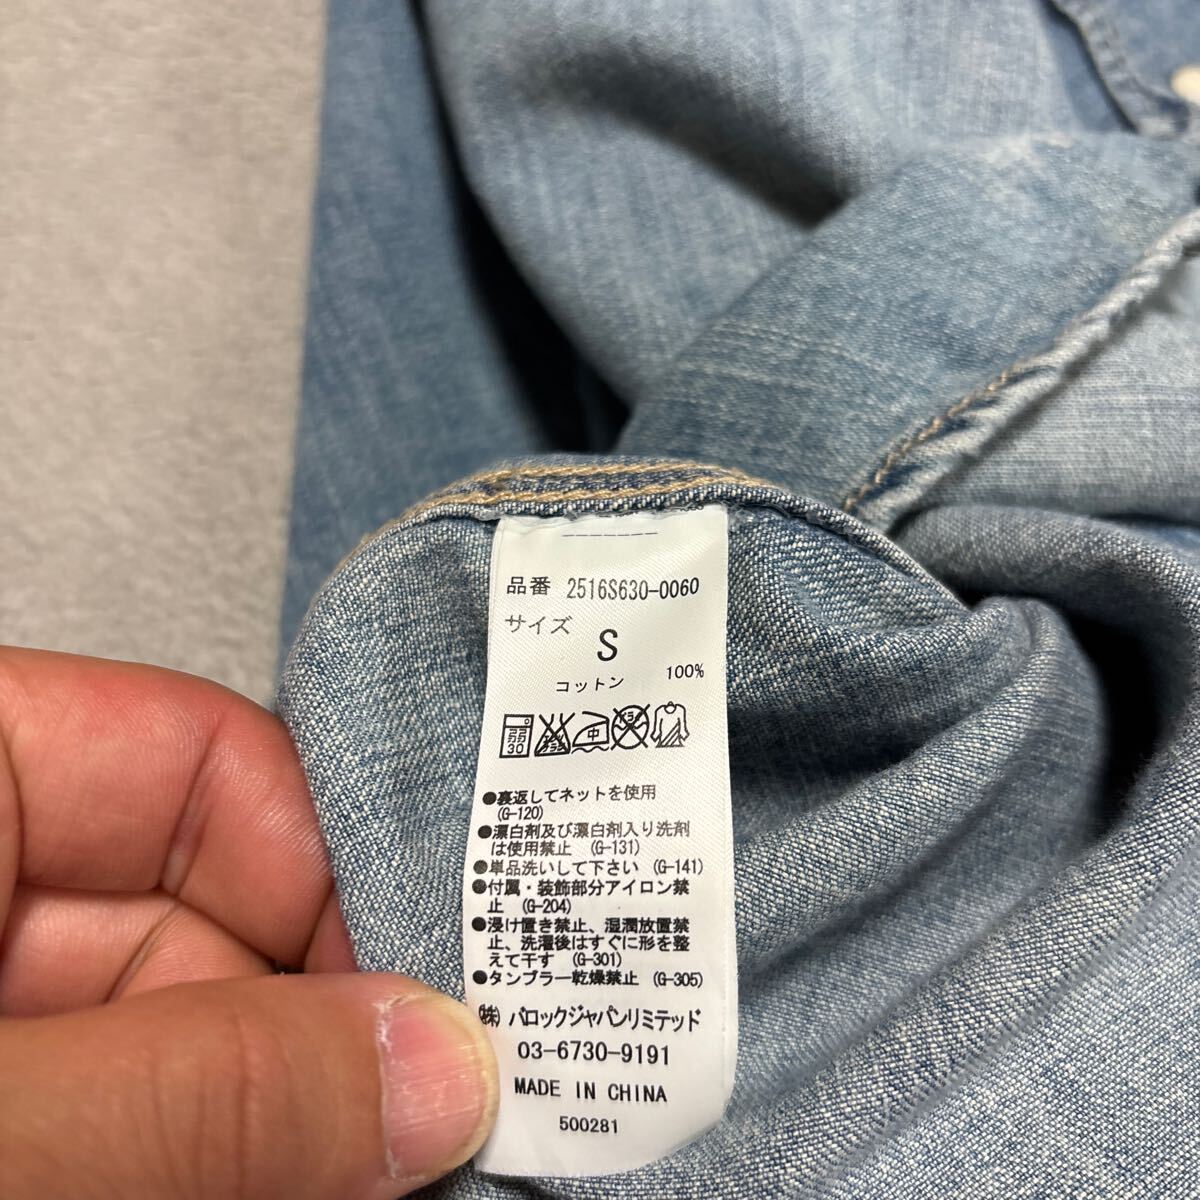 品番 2516S630-0060
サイズ S
コットン 100%
30 中
●裏返してネットを使用
(G-120)
●漂白剤及び漂白剤入り洗剤
は使用禁止 (G-131)
●単品洗いして下さい (G-141)
●付属・装飾部分アイロン禁
止 (G-204)
●浸け置き禁止、湿潤放置禁
止、洗濯後はすぐに形を整
えて干す (G-301)
●タンブラー乾燥禁止 (G-305)
㈱ バロックジャパンリミテッド
03-6730-9191
MADE IN CHINA
500281